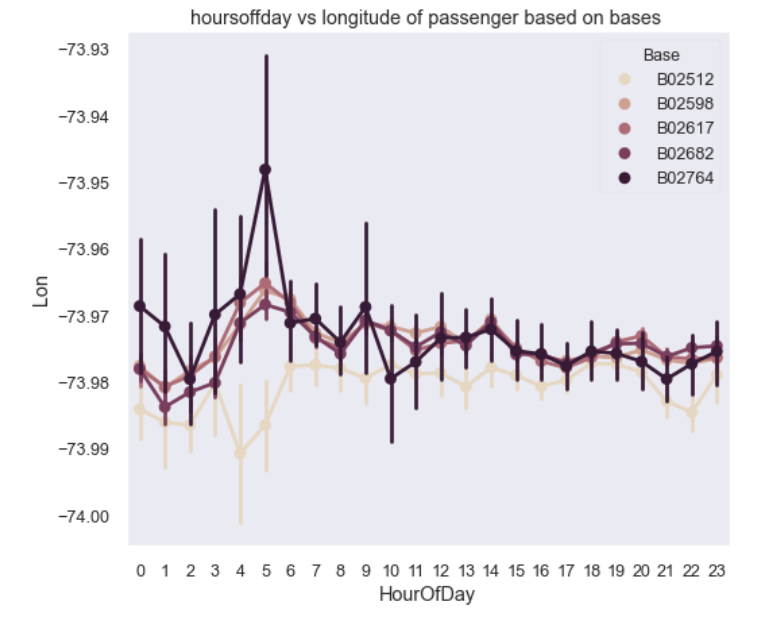 hoursoffday vs longitude of passenger based on bases
−73.93
−73.94
−73.95
−73.96
−73.97
−73.98
−73.99
−74.00
Lon
Base
B02512
B02598
B02617
B02682
B02764
0 1 2 3 4 5 6 7 8 9 10 11 12 13 14 15 16 17 18 19 20 21 22 23
HourOfDay